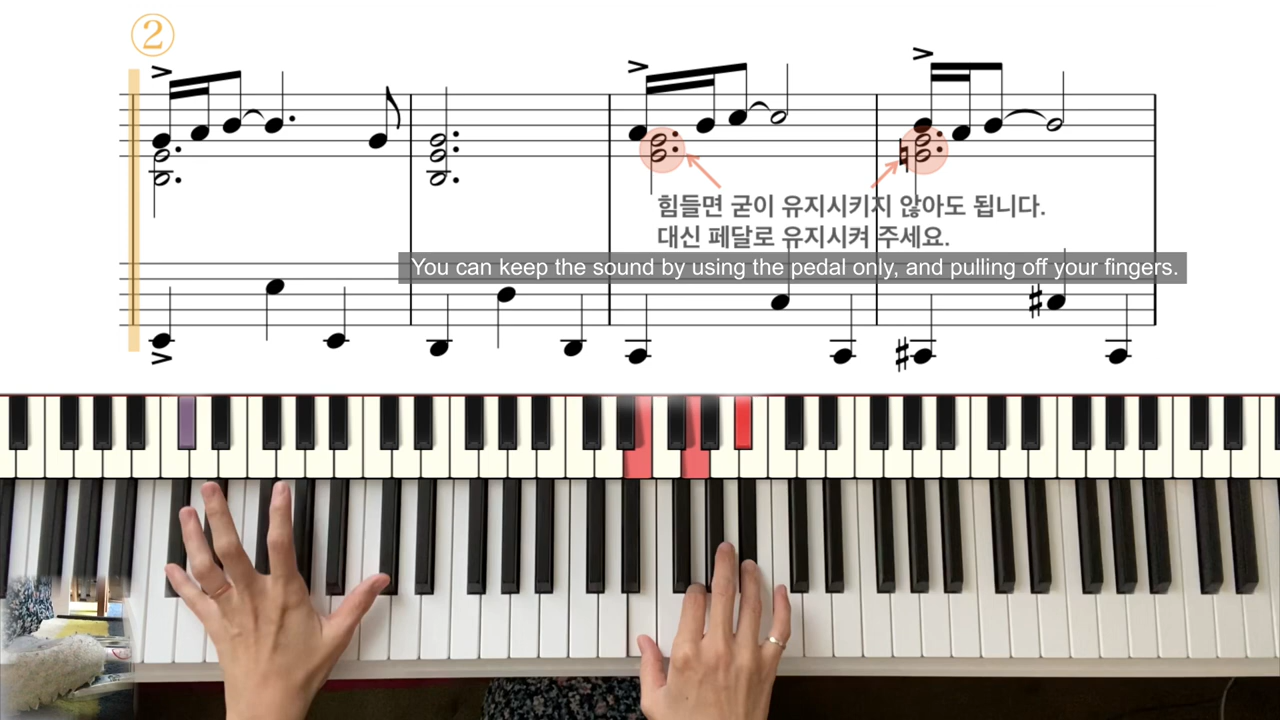 ②
힘들면 굳이 유지시키지 않아도 됩니다.
대신 페달로 유지시켜 주세요.
You can keep the sound by using the pedal only, and pulling off your fingers.